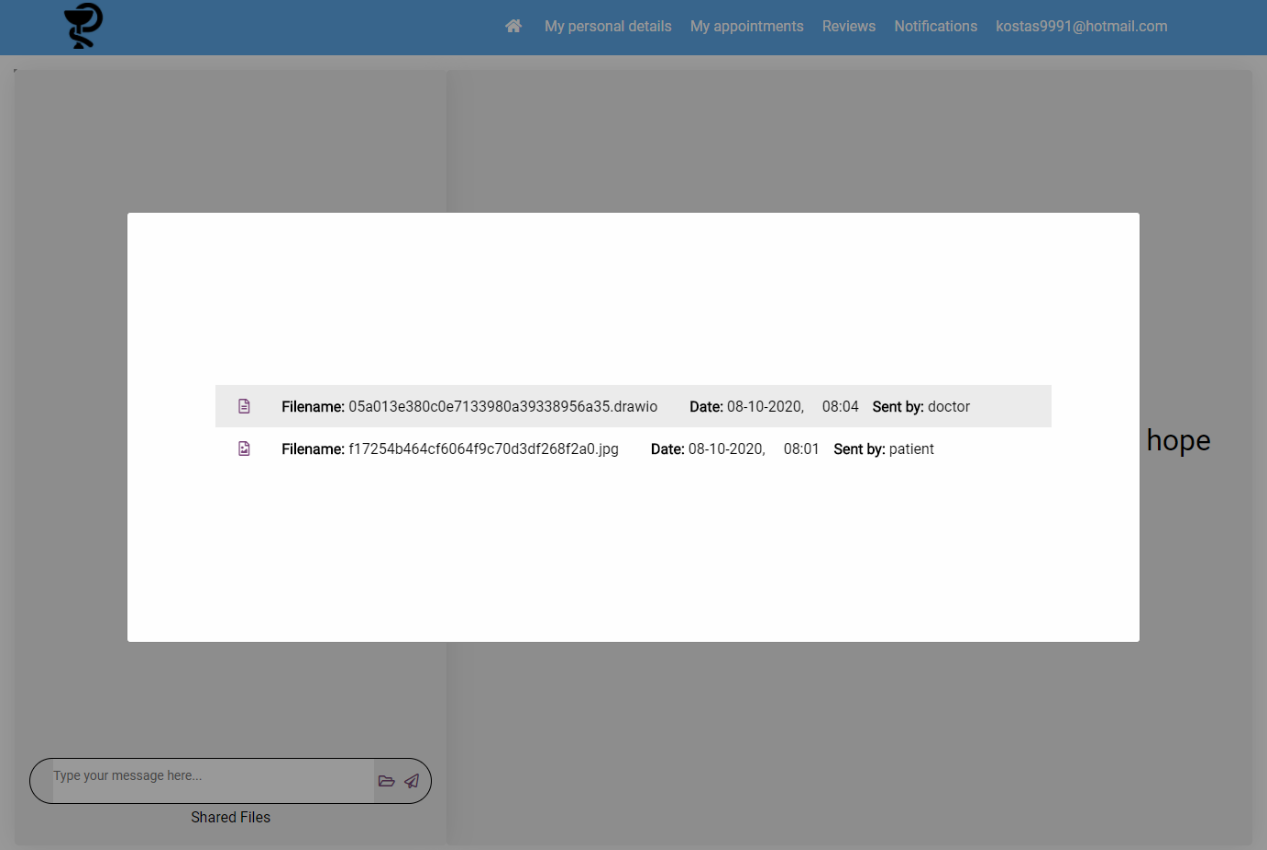 My personal details My appointments Reviews Notifications kostas9991@hotmail.com
Filename: 05a013e380c0e7133980a39338956a35.drawio Date: 08-10-2020, 08:04 Sent by: doctor
hope
Filename: f17254b464cf6064f9c70d3df268f2a0.jpg Date: 08-10-2020, 08:01 Sent by: patient
Type your message here...
Shared Files